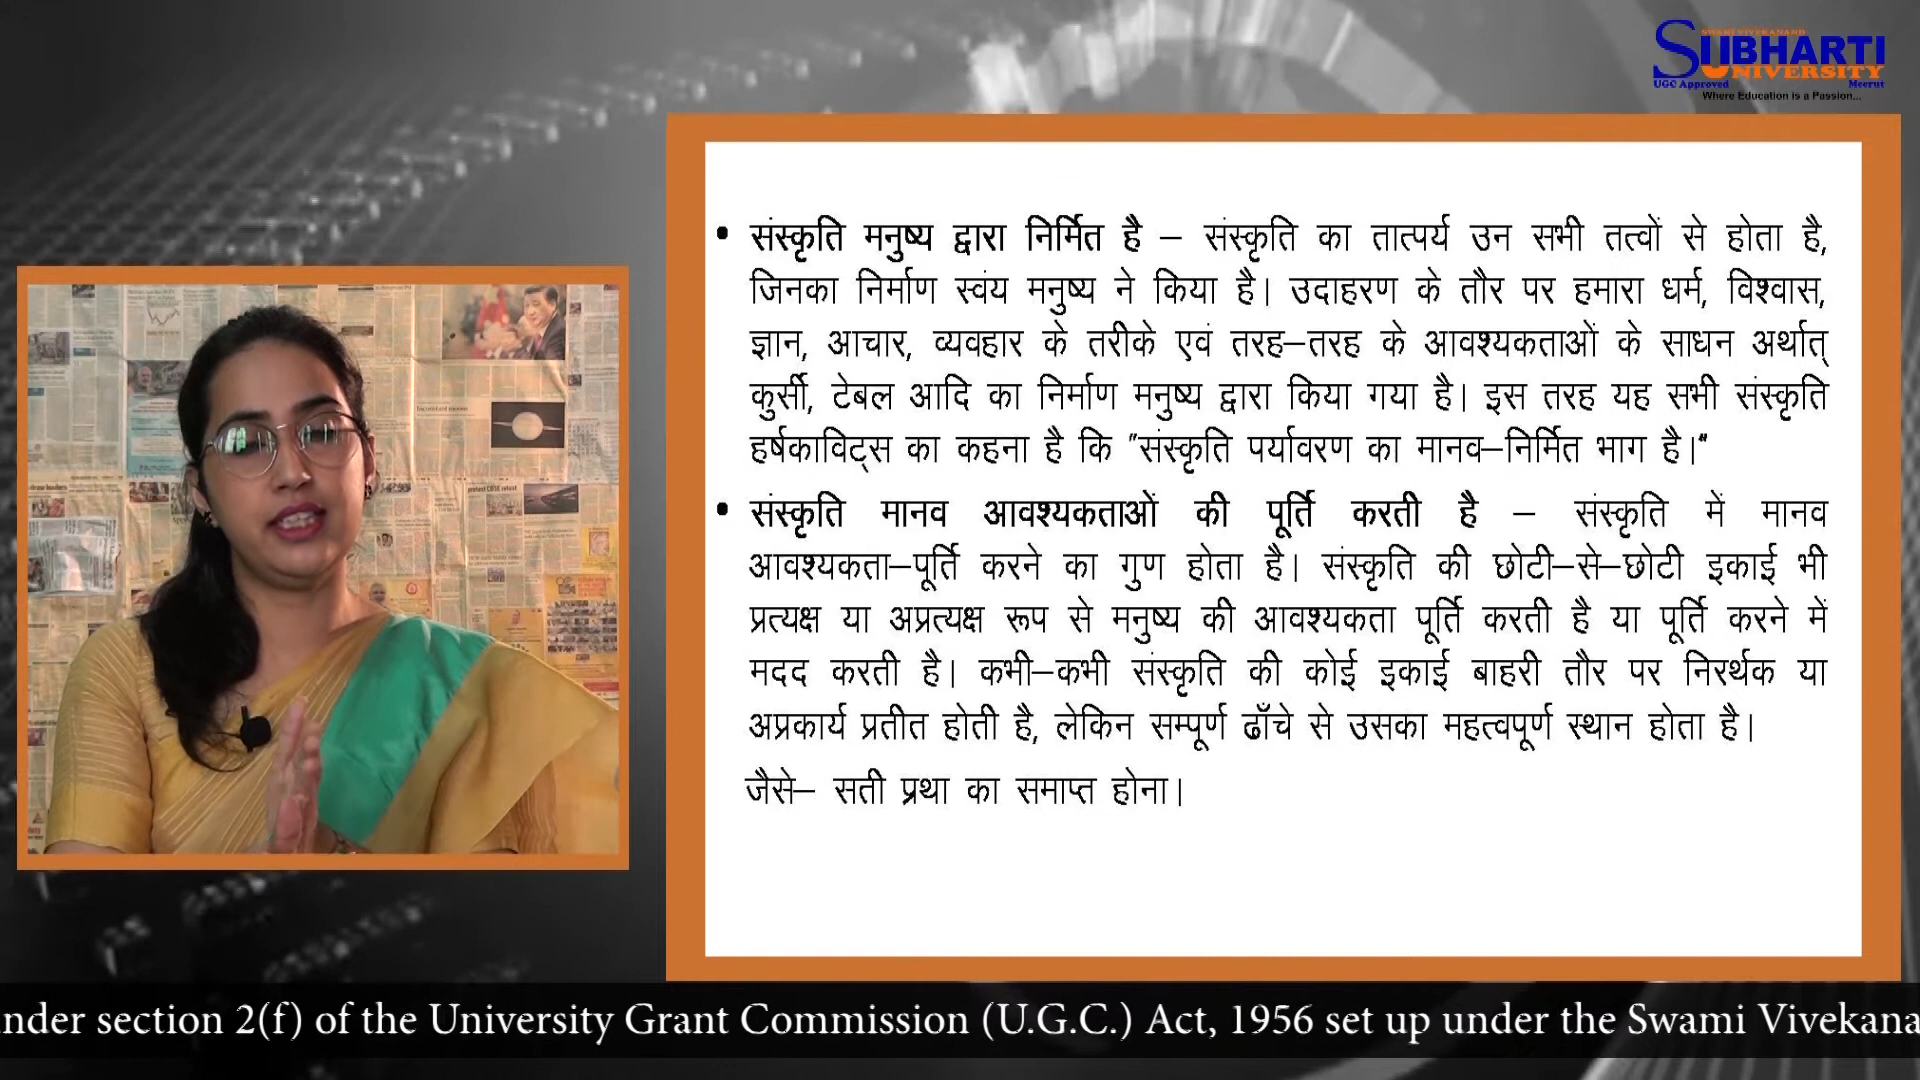 SWAMI VIVEKANAND
SUBHARTI
UNIVERSITY
UGC Approved Meerut
Where Education is a Passion...
• संस्कृति मनुष्य द्वारा निर्मित है – संस्कृति का तात्पर्य उन सभी तत्वों से होता है,
जिनका निर्माण स्वंय मनुष्य ने किया है। उदाहरण के तौर पर हमारा धर्म, विश्वास,
ज्ञान, आचार, व्यवहार के तरीके एवं तरह–तरह के आवश्यकताओं के साधन अर्थात्
कुर्सी, टेबल आदि का निर्माण मनुष्य द्वारा किया गया है। इस तरह यह सभी संस्कृति
हर्षकाविट्स का कहना है कि "संस्कृति पर्यावरण का मानव–निर्मित भाग है।"
• संस्कृति मानव आवश्यकताओं की पूर्ति करती है – संस्कृति में मानव
आवश्यकता–पूर्ति करने का गुण होता है। संस्कृति की छोटी–से–छोटी इकाई भी
प्रत्यक्ष या अप्रत्यक्ष रूप से मनुष्य की आवश्यकता पूर्ति करती है या पूर्ति करने में
मदद करती है। कभी–कभी संस्कृति की कोई इकाई बाहरी तौर पर निरर्थक या
अप्रकार्य प्रतीत होती है, लेकिन सम्पूर्ण ढाँचे से उसका महत्वपूर्ण स्थान होता है।
जैसे– सती प्रथा का समाप्त होना।
nder section 2(f) of the University Grant Commission (U.G.C.) Act, 1956 set up under the Swami Vivekana